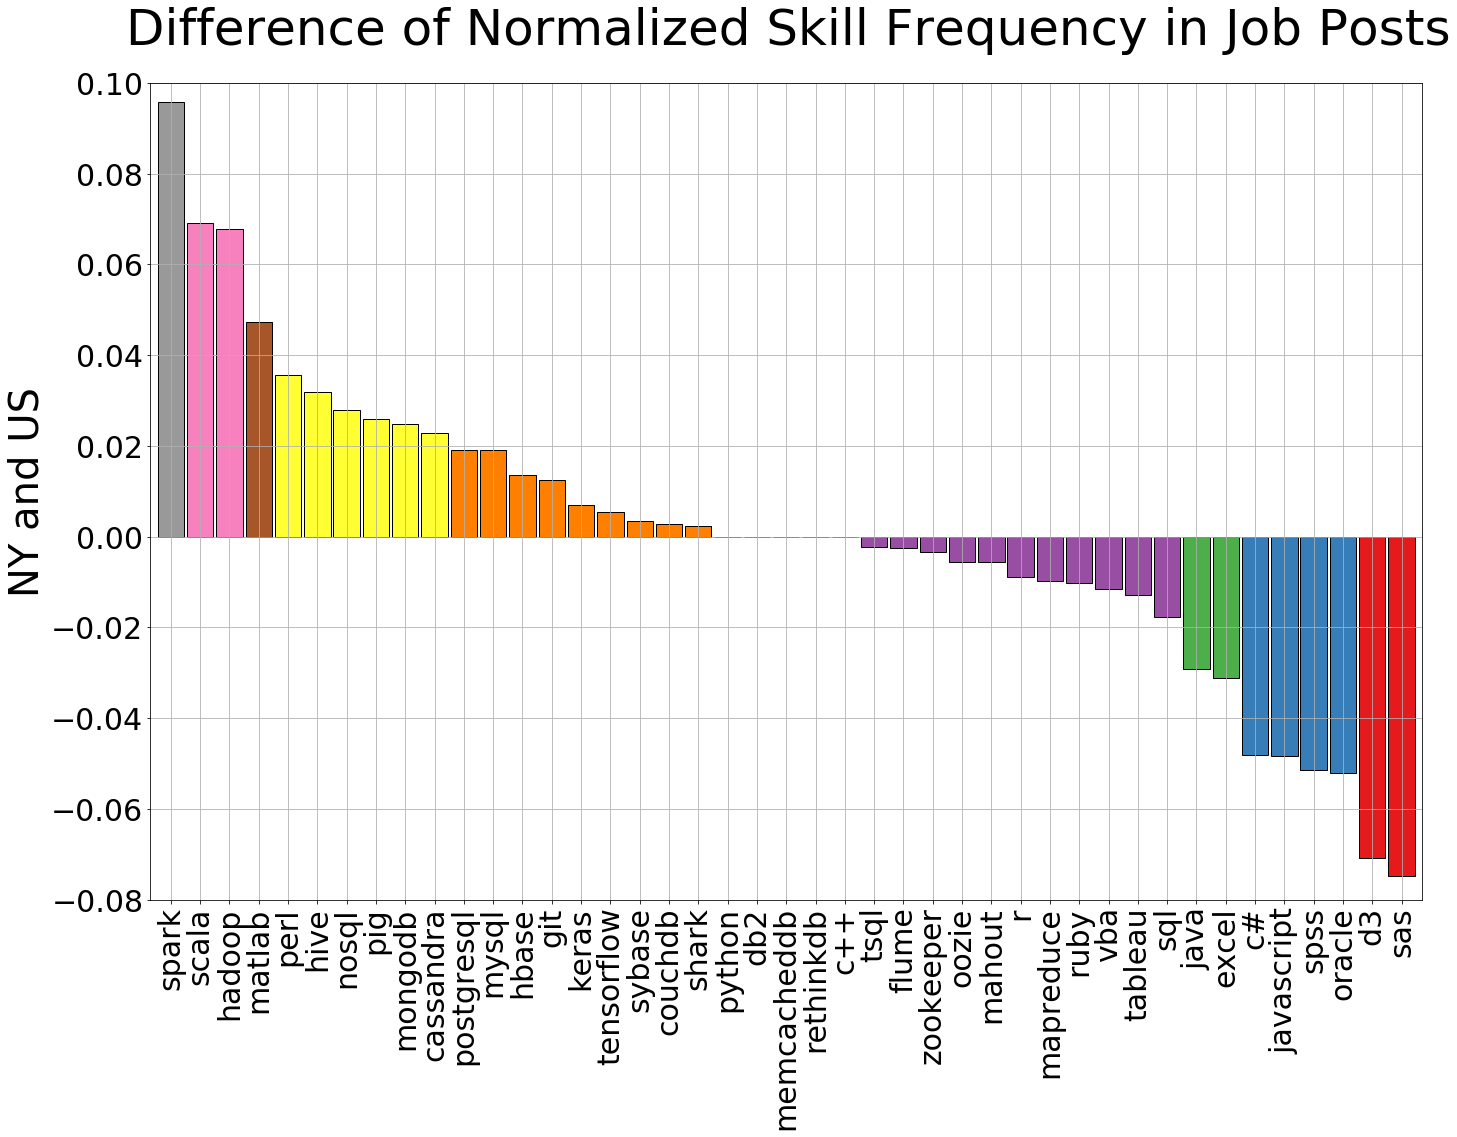 Difference of Normalized Skill Frequency in Job Posts
NY and US
0.10
0.08
0.06
0.04
0.02
0.00
−0.02
−0.04
−0.06
−0.08
spark
scala
hadoop
matlab
perl
hive
nosql
pig
mongodb
cassandra
postgresql
mysql
hbase
git
keras
tensorflow
sybase
couchdb
shark
python
db2
memcacheddb
rethinkdb
c++
tsql
flume
zookeeper
oozie
mahout
r
mapreduce
ruby
vba
tableau
sql
java
excel
c#
javascript
spss
oracle
d3
sas